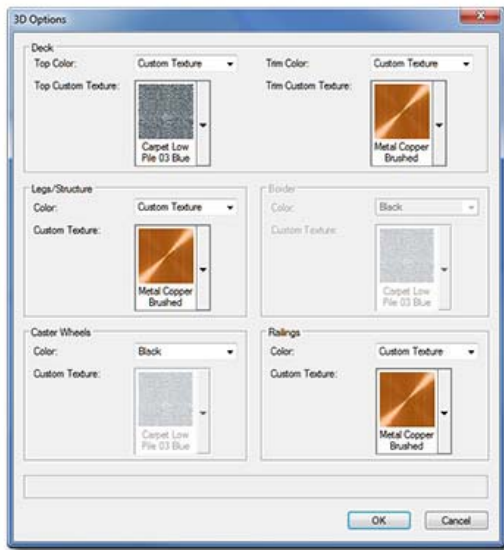 3D Options
Deck
Top Color: Custom Texture Trim Color: Custom Texture
Top Custom Texture: Trim Custom Texture:
Carpet Low Metal Copper
Pile 03 Blue Brushed
Legs/Structure Border
Color: Custom Texture Color: Black
Custom Texture: Custom Texture:
Metal Copper Carpet Low
Brushed Pile 03 Blue
Caster Wheels Railings
Color: Black Color: Custom Texture
Custom Texture: Custom Texture:
Carpet Low Metal Copper
Pile 03 Blue Brushed
OK Cancel